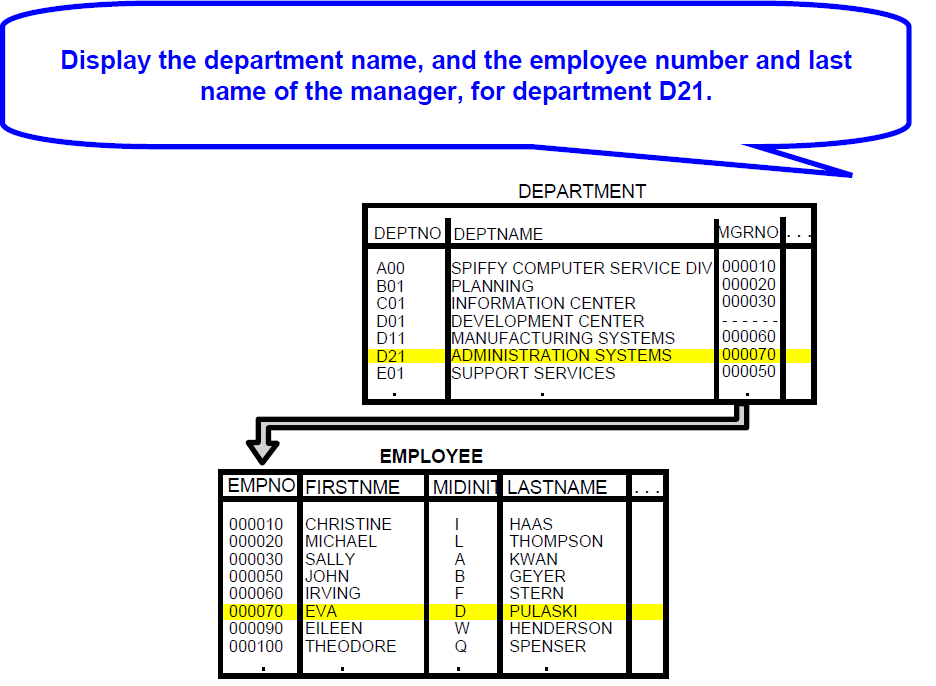 Display the department name, and the employee number and last
name of the manager, for department D21.
DEPARTMENT
DEPTNO DEPTNAME MGRNO . . .
A00 SPIFFY COMPUTER SERVICE DIV 000010
B01 PLANNING 000020
C01 INFORMATION CENTER 000030
D01 DEVELOPMENT CENTER - - - - - -
D11 MANUFACTURING SYSTEMS 000060
D21 ADMINISTRATION SYSTEMS 000070
E01 SUPPORT SERVICES 000050
. . .
EMPLOYEE
EMPNO FIRSTNME MIDINIT LASTNAME . . .
000010 CHRISTINE I HAAS
000020 MICHAEL L THOMPSON
000030 SALLY A KWAN
000050 JOHN B GEYER
000060 IRVING F STERN
000070 EVA D PULASKI
000090 EILEEN W HENDERSON
000100 THEODORE Q SPENSER
. . . .